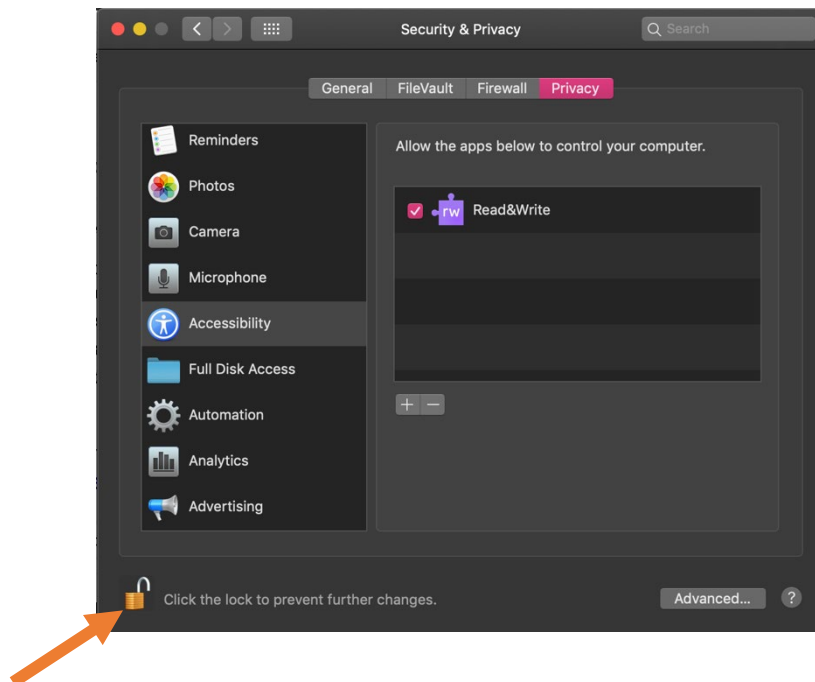 Security & Privacy
Search
General FileVault Firewall Privacy
Reminders
Photos
Camera
Microphone
Accessibility
Full Disk Access
Automation
Analytics
Advertising
Allow the apps below to control your computer.
rw Read&Write
+ −
Click the lock to prevent further changes.
Advanced... ?